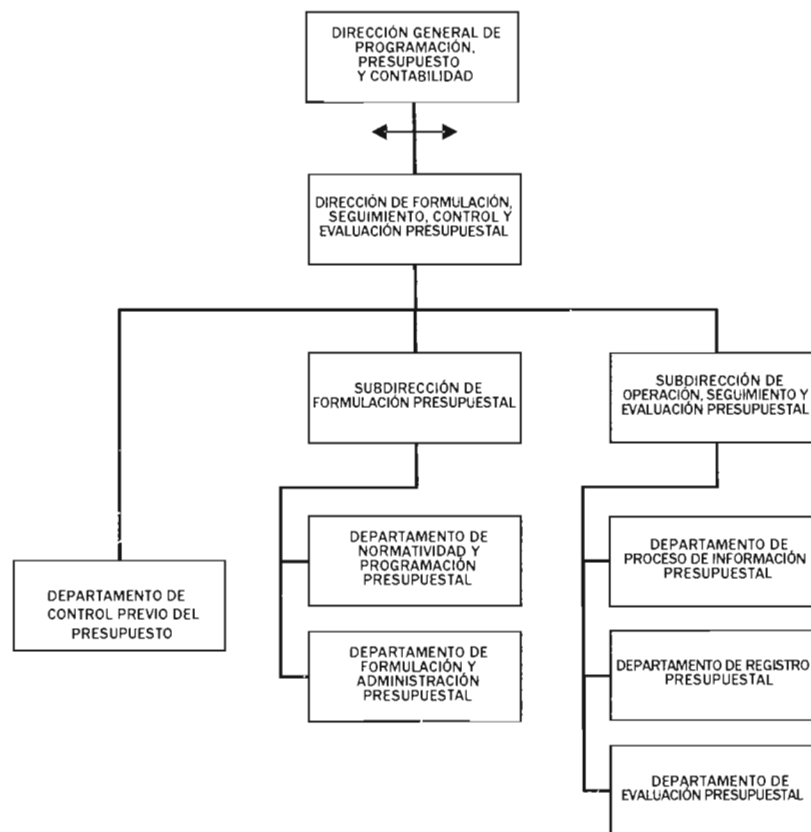 DIRECCIÓN GENERAL DE
PROGRAMACIÓN,
PRESUPUESTO
Y CONTABILIDAD
DIRECCIÓN DE FORMULACIÓN,
SEGUIMIENTO, CONTROL Y
EVALUACIÓN PRESUPUESTAL
SUBDIRECCIÓN DE
FORMULACIÓN PRESUPUESTAL
SUBDIRECCIÓN DE
OPERACIÓN, SEGUIMIENTO Y
EVALUACIÓN PRESUPUESTAL
DEPARTAMENTO DE
CONTROL PREVIO DEL
PRESUPUESTO
DEPARTAMENTO DE
NORMATIVIDAD Y
PROGRAMACIÓN
PRESUPUESTAL
DEPARTAMENTO DE
FORMULACIÓN Y
ADMINISTRACIÓN
PRESUPUESTAL
DEPARTAMENTO DE
PROCESO DE INFORMACIÓN
PRESUPUESTAL
DEPARTAMENTO DE REGISTRO
PRESUPUESTAL
DEPARTAMENTO DE
EVALUACIÓN PRESUPUESTAL